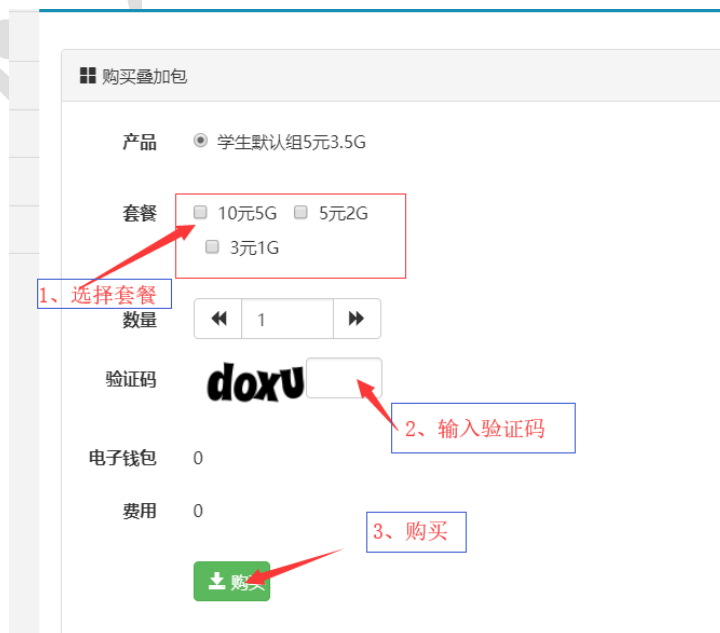 购买叠加包
产品 学生默认组5元3.5G
套餐 10元5G 5元2G
3元1G
1、选择套餐
数量 1
验证码 doxu
2、输入验证码
电子钱包 0
费用 0
3、购买
购买